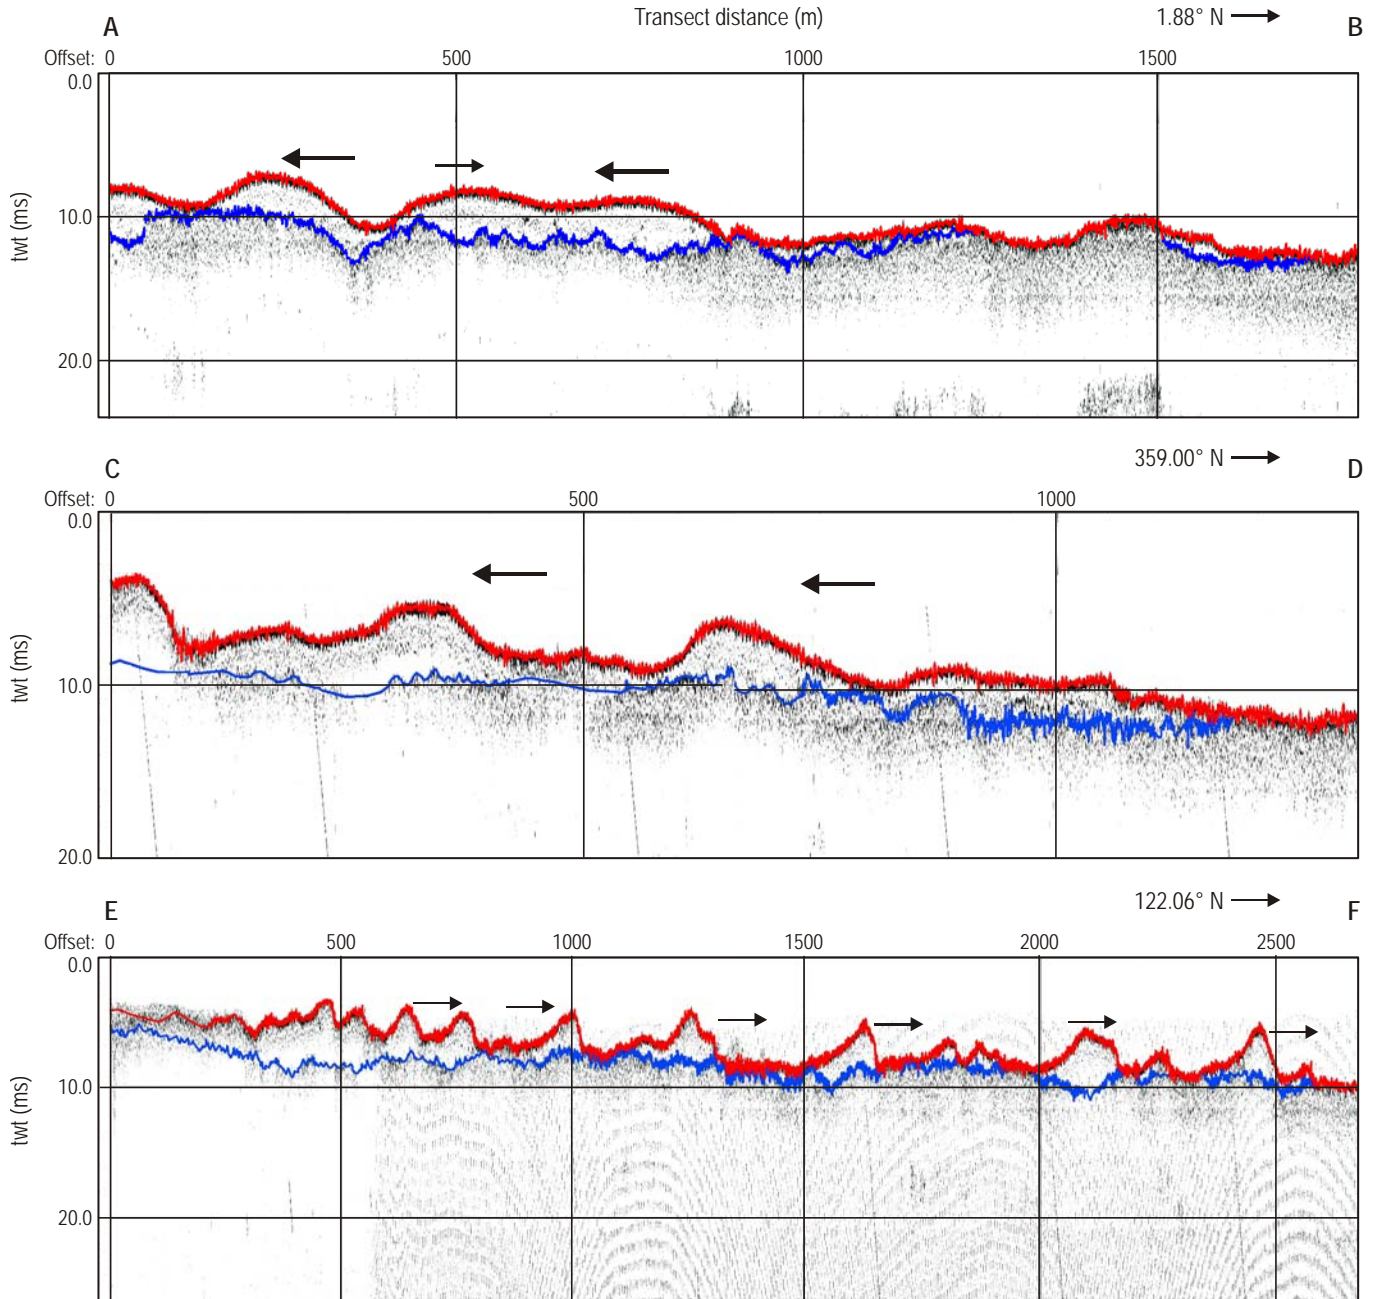 A Transect distance (m) 1.88° N B
Offset: 0 500 1000 1500
0.0
10.0
20.0
twt (ms)
C 359.00° N D
Offset: 0 500 1000
0.0
10.0
20.0
twt (ms)
E 122.06° N F
Offset: 0 500 1000 1500 2000 2500
0.0
10.0
20.0
twt (ms)